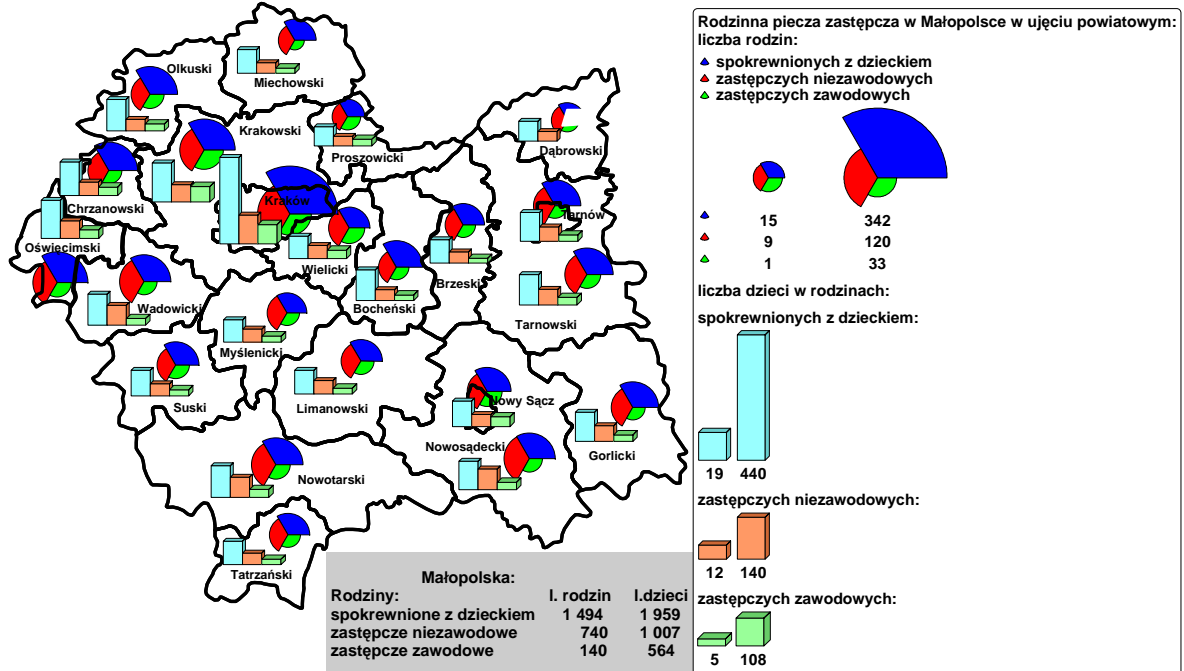 Olkuski
Miechowski
Krakowski
Proszowicki
Dąbrowski
Chrzanowski
Kraków
Tarnów
Oświęcimski
Wielicki
Wadowicki
Bocheński
Brzeski
Tarnowski
Myślenicki
Suski
Limanowski
Nowy Sącz
Nowosądecki
Gorlicki
Nowotarski
Tatrzański
Małopolska:
Rodziny: l. rodzin l.dzieci
spokrewnione z dzieckiem 1 494 1 959
zastępcze niezawodowe 740 1 007
zastępcze zawodowe 140 564
Rodzinna piecza zastępcza w Małopolsce w ujęciu powiatowym:
liczba rodzin:
spokrewnionych z dzieckiem
zastępczych niezawodowych
zastępczych zawodowych
15 342
9 120
1 33
liczba dzieci w rodzinach:
spokrewnionych z dzieckiem:
19 440
zastępczych niezawodowych:
12 140
zastępczych zawodowych:
5 108